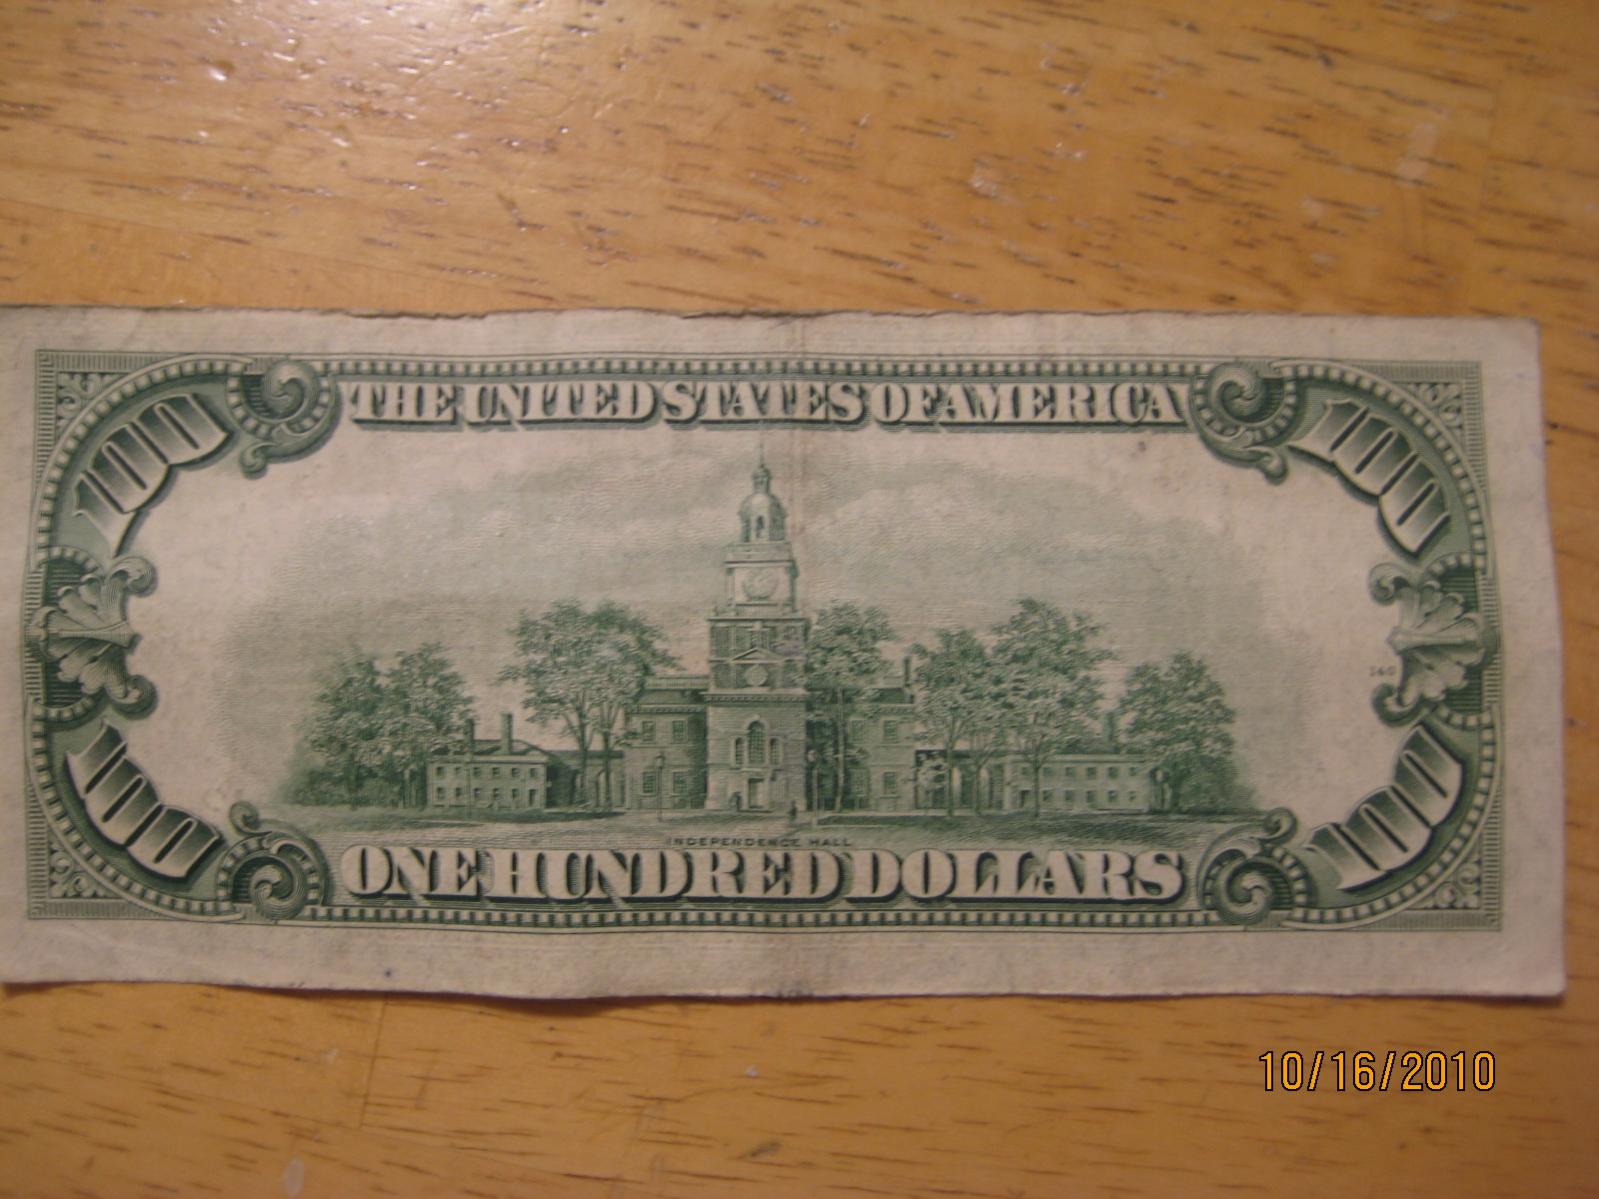 THE UNITED STATES OF AMERICA
100 100
100 100
INDEPENDENCE HALL
ONE HUNDRED DOLLARS
10/16/2010